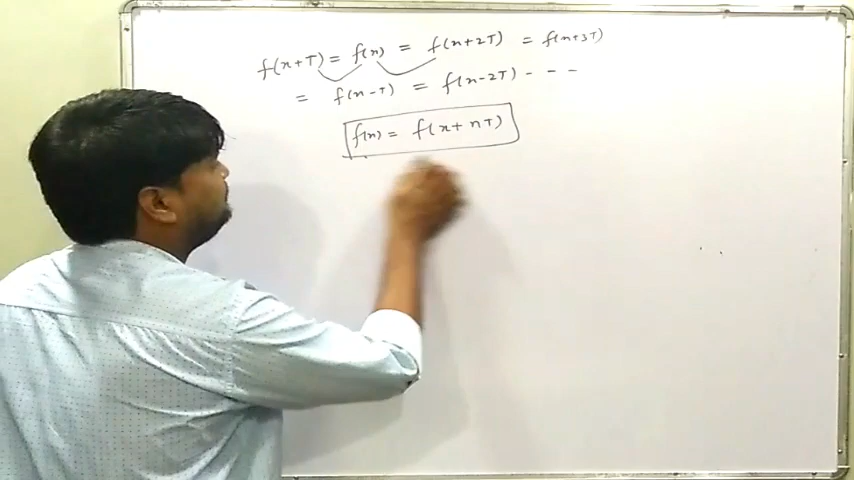 f(x+T) = f(x) = f(x+2T) = f(x+3T)
= f(x-T) = f(x-2T) - - -
f(x) = f(x+nT)